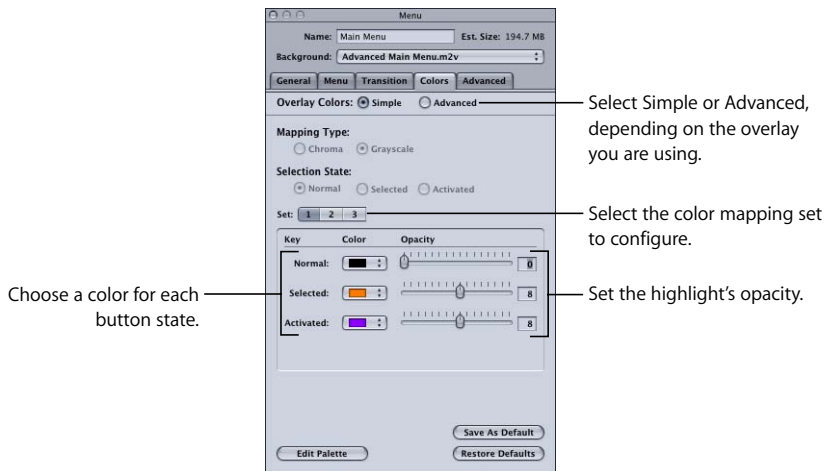 Menu
Name: Main Menu Est. Size: 194.7 MB
Background: Advanced Main Menu.m2v
General Menu Transition Colors Advanced
Overlay Colors: Simple Advanced
Select Simple or Advanced,
depending on the overlay
you are using.
Mapping Type:
Chroma Grayscale
Selection State:
Normal Selected Activated
Set: 1 2 3
Select the color mapping set
to configure.
Key Color Opacity
Normal: 0
Selected: 8
Activated: 8
Choose a color for each
button state.
Set the highlight’s opacity.
Save As Default
Edit Palette Restore Defaults